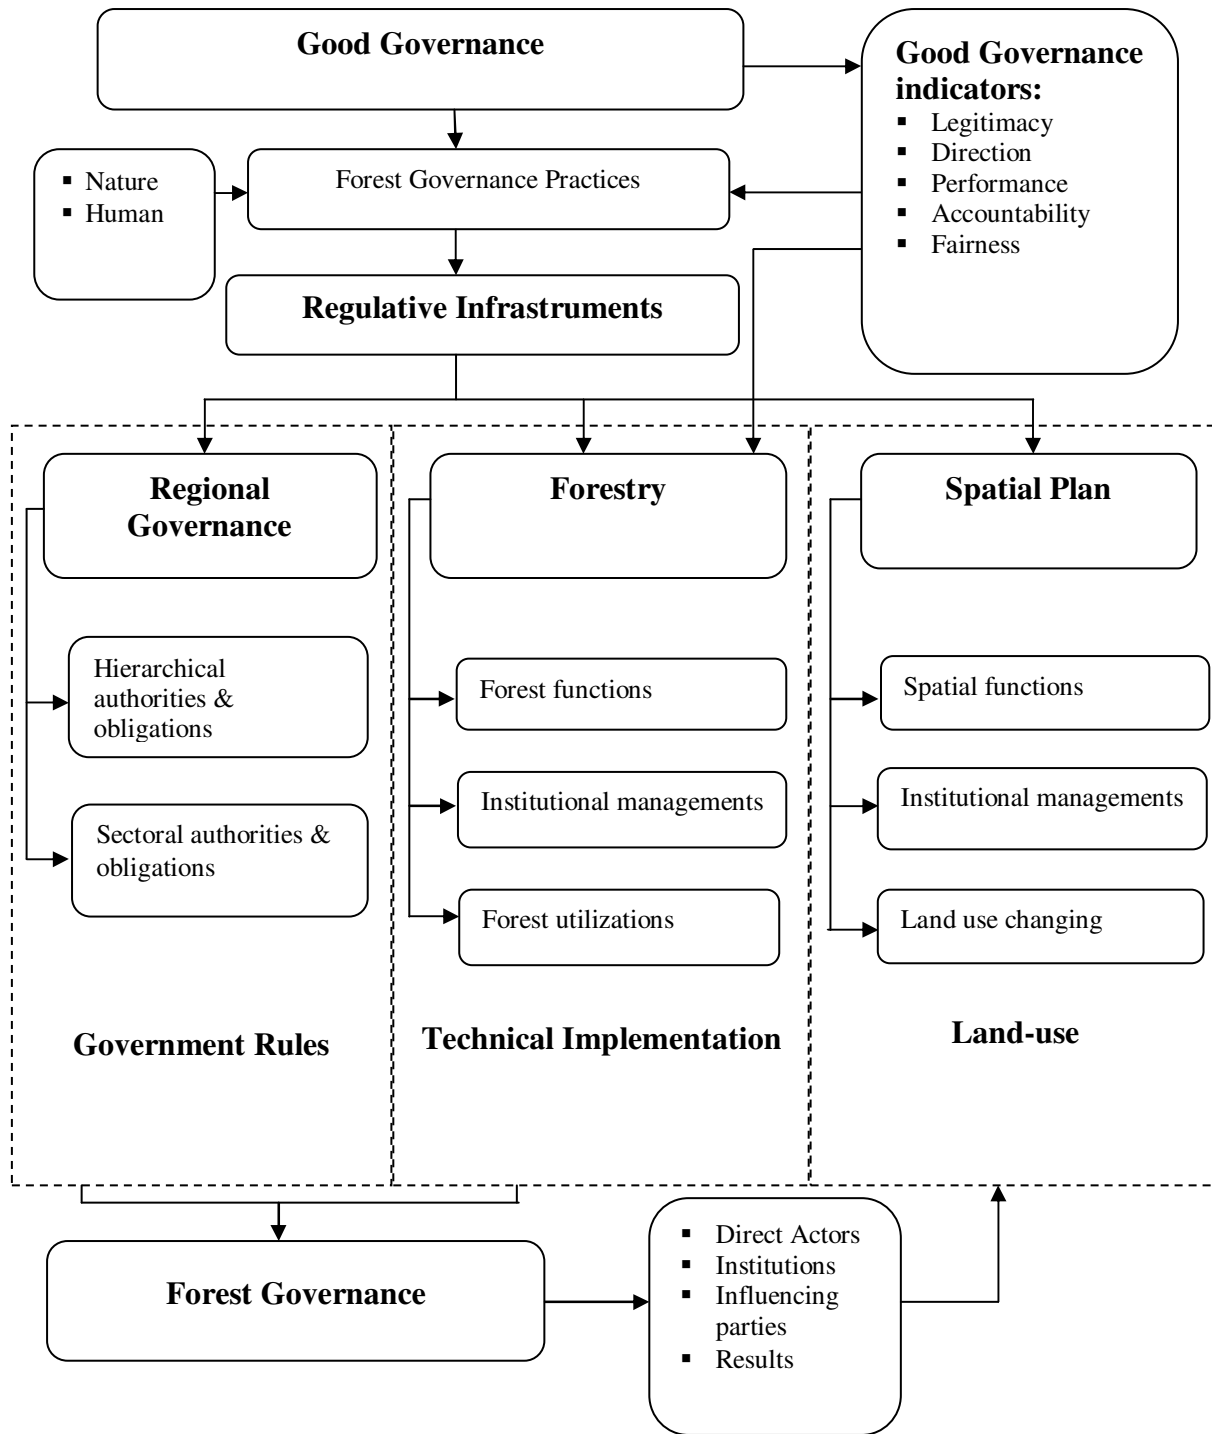 Good Governance
Good Governance
indicators:
▪ Legitimacy
▪ Direction
▪ Performance
▪ Accountability
▪ Fairness
▪ Nature
▪ Human
Forest Governance Practices
Regulative Infrastruments
Regional
Governance
Hierarchical
authorities &
obligations
Sectoral authorities &
obligations
Government Rules
Forestry
Forest functions
Institutional managements
Forest utilizations
Technical Implementation
Spatial Plan
Spatial functions
Institutional managements
Land use changing
Land-use
Forest Governance
▪ Direct Actors
▪ Institutions
▪ Influencing
parties
▪ Results